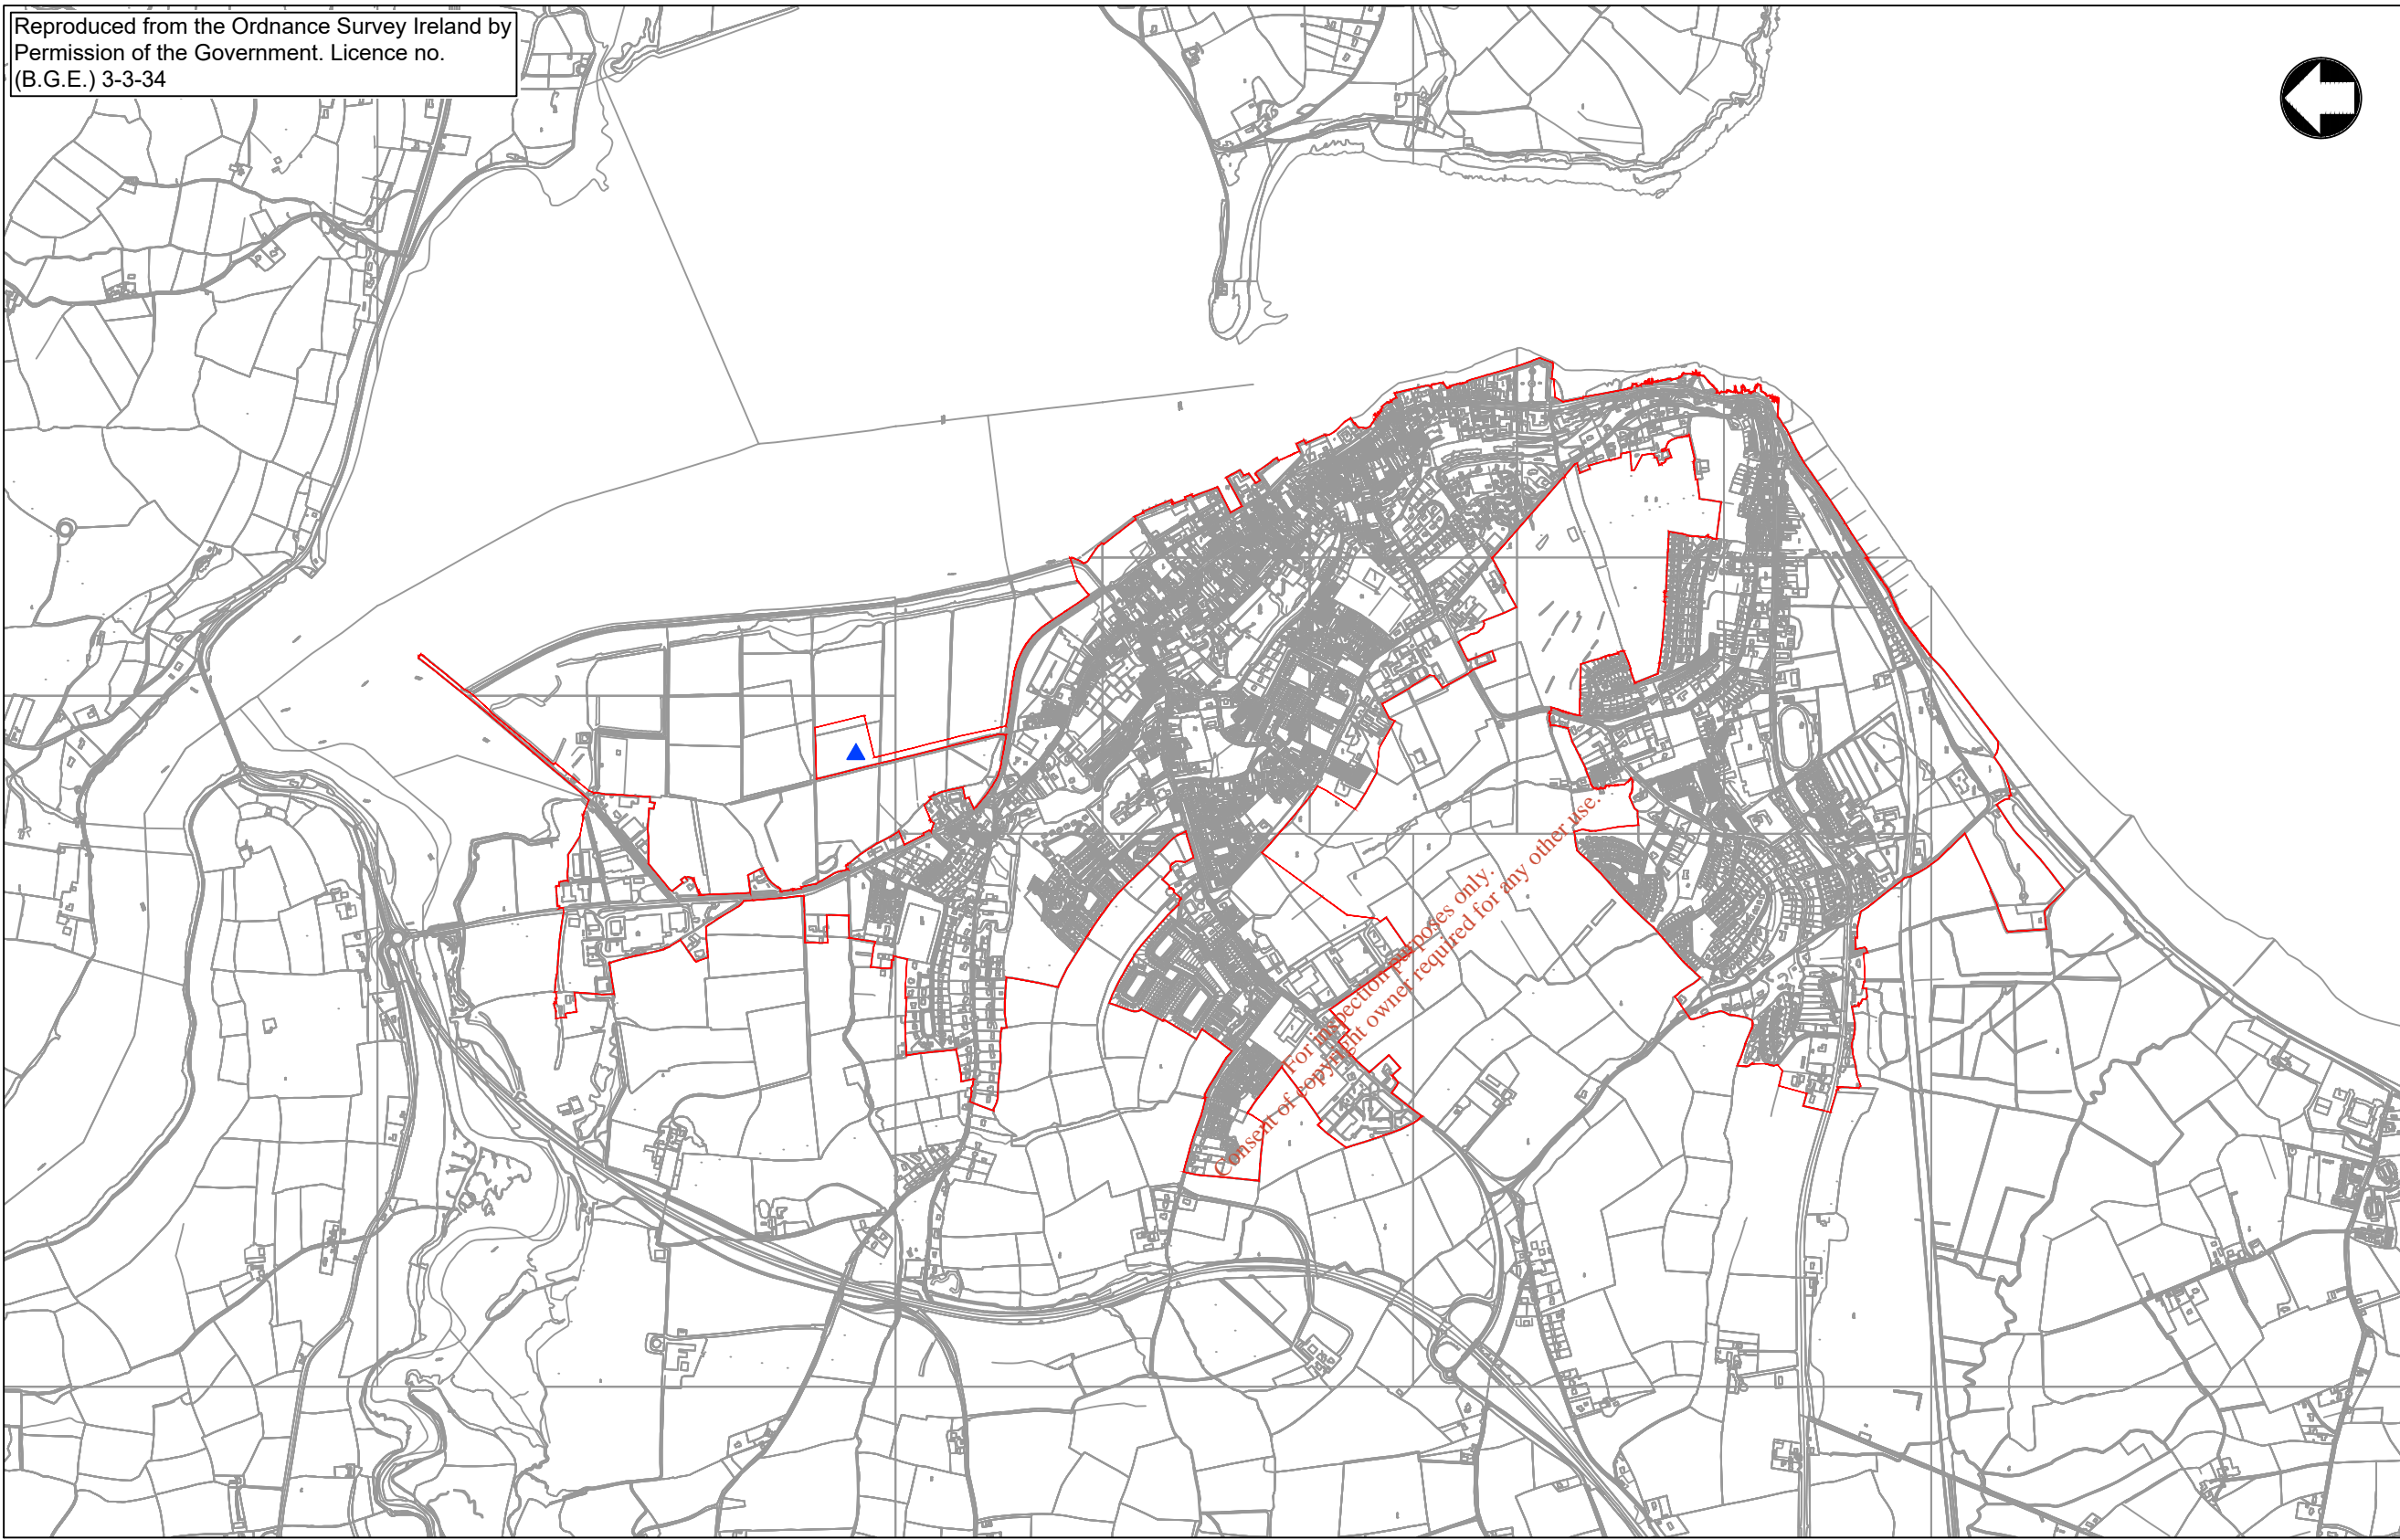 Reproduced from the Ordnance Survey Ireland by
Permission of the Government. Licence no.
(B.G.E.) 3-3-34
For inspection purposes only.
Consent of copyright owner required for any other use.